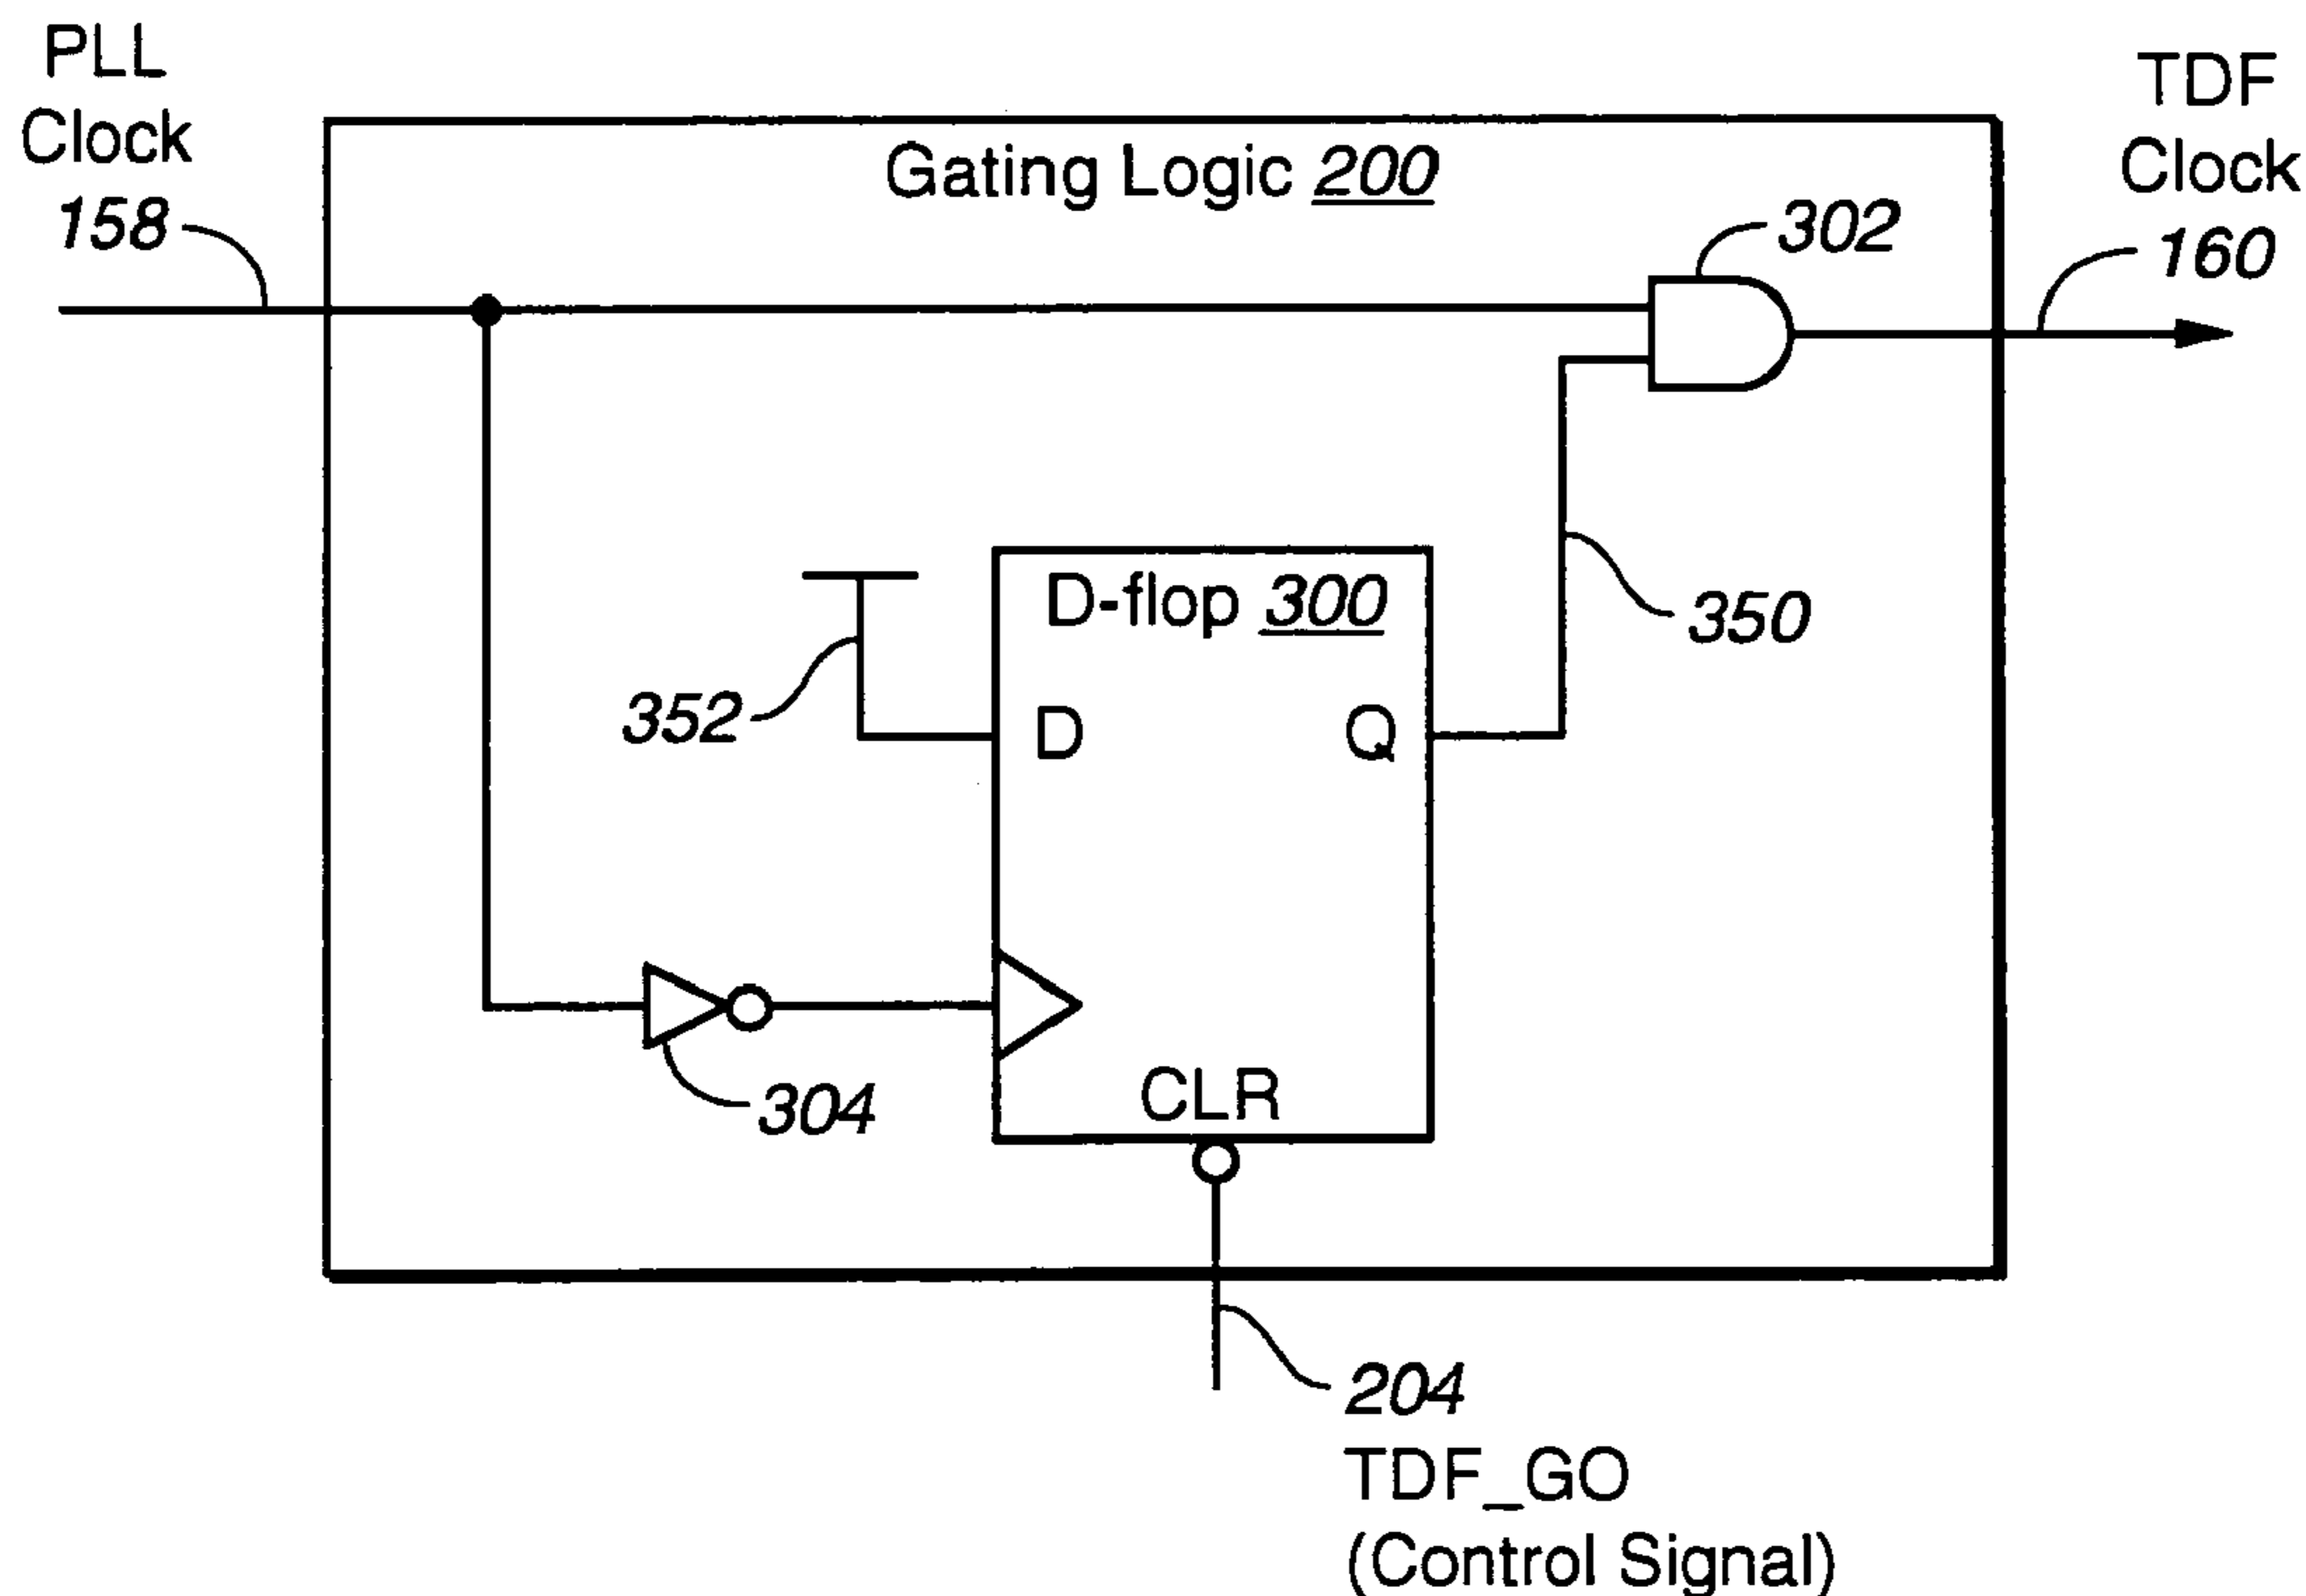 PLL
Clock
158
Gating Logic 200
TDF
Clock
160
302
D-flop 300
350
352
D
Q
304
CLR
204
TDF_GO
(Control Signal)